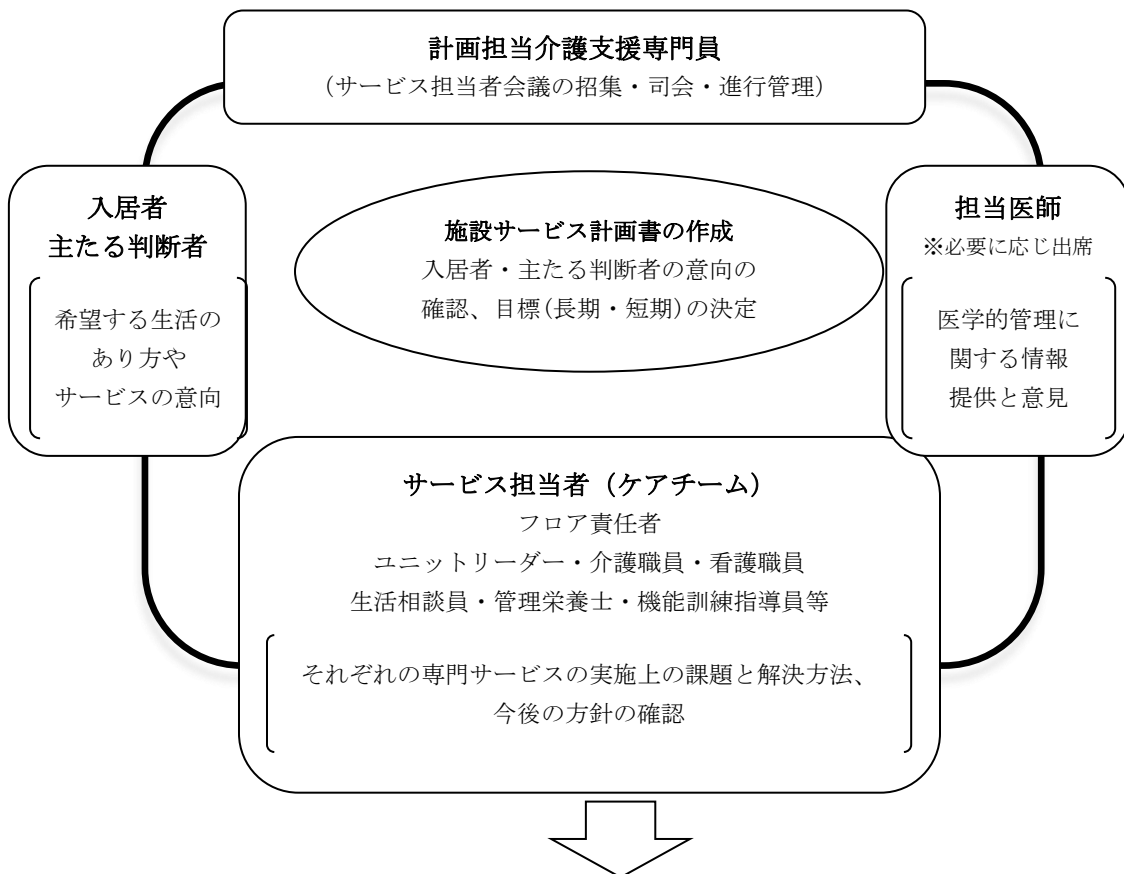 計画担当介護支援専門員
（サービス担当者会議の招集・司会・進行管理）
入居者
主たる判断者
希望する生活の
あり方や
サービスの意向
施設サービス計画書の作成
入居者・主たる判断者の意向の
確認、目標(長期・短期)の決定
担当医師
※必要に応じ出席
医学的管理に
関する情報
提供と意見
サービス担当者（ケアチーム）
フロア責任者
ユニットリーダー・介護職員・看護職員
生活相談員・管理栄養士・機能訓練指導員等
それぞれの専門サービスの実施上の課題と解決方法、
今後の方針の確認